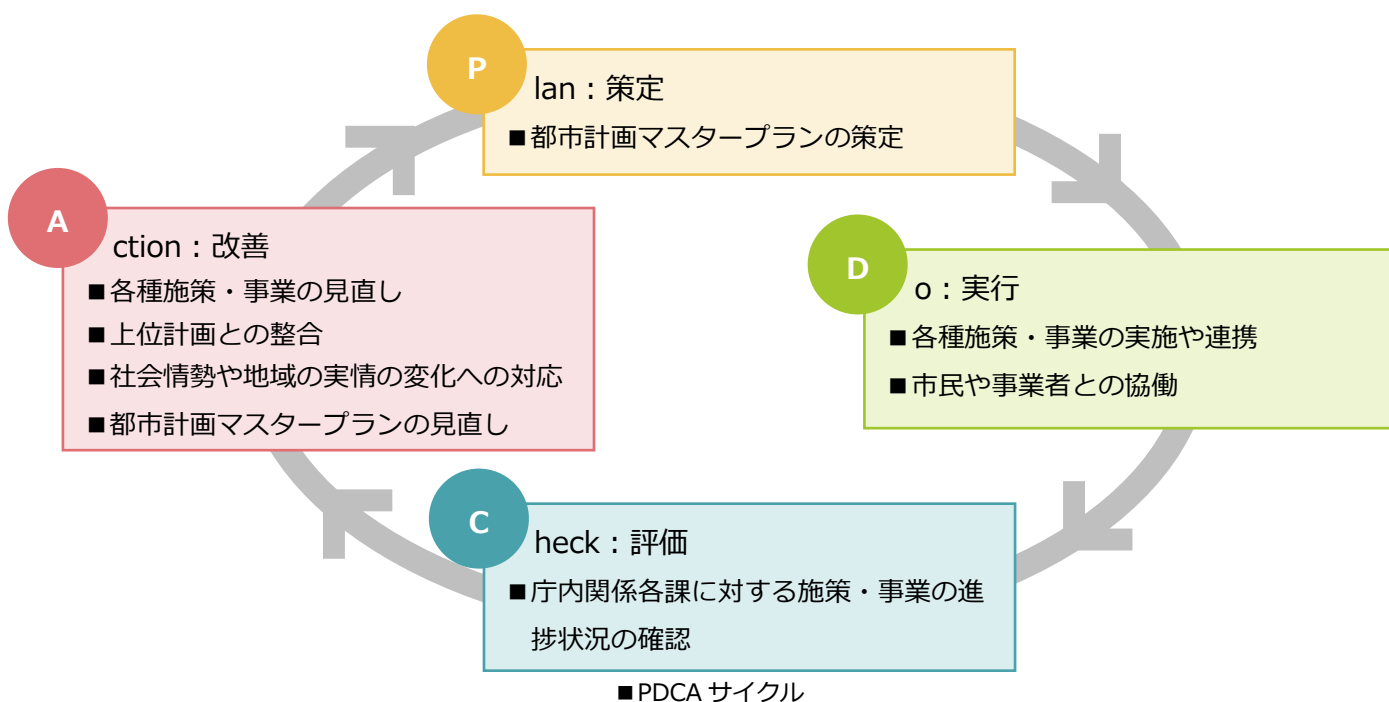 P
lan：策定
■都市計画マスタープランの策定
D
o：実行
■各種施策・事業の実施や連携
■市民や事業者との協働
C
heck：評価
■庁内関係各課に対する施策・事業の進
捗状況の確認
A
ction：改善
■各種施策・事業の見直し
■上位計画との整合
■社会情勢や地域の実情の変化への対応
■都市計画マスタープランの見直し
■PDCA サイクル